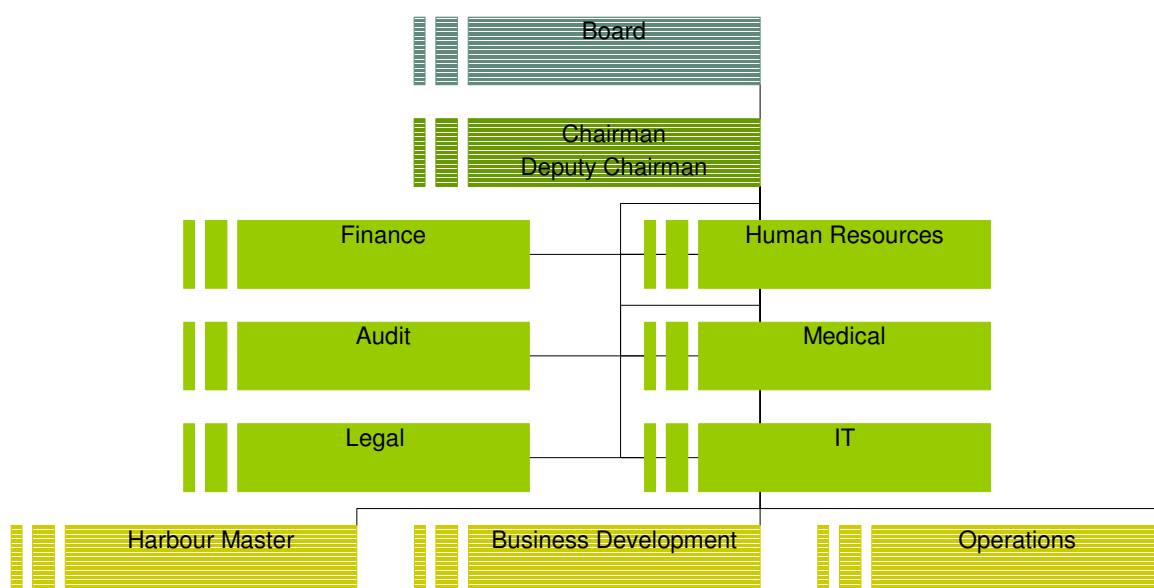 Board
Chairman
Deputy Chairman
Finance
Human Resources
Audit
Medical
Legal
IT
Harbour Master
Business Development
Operations